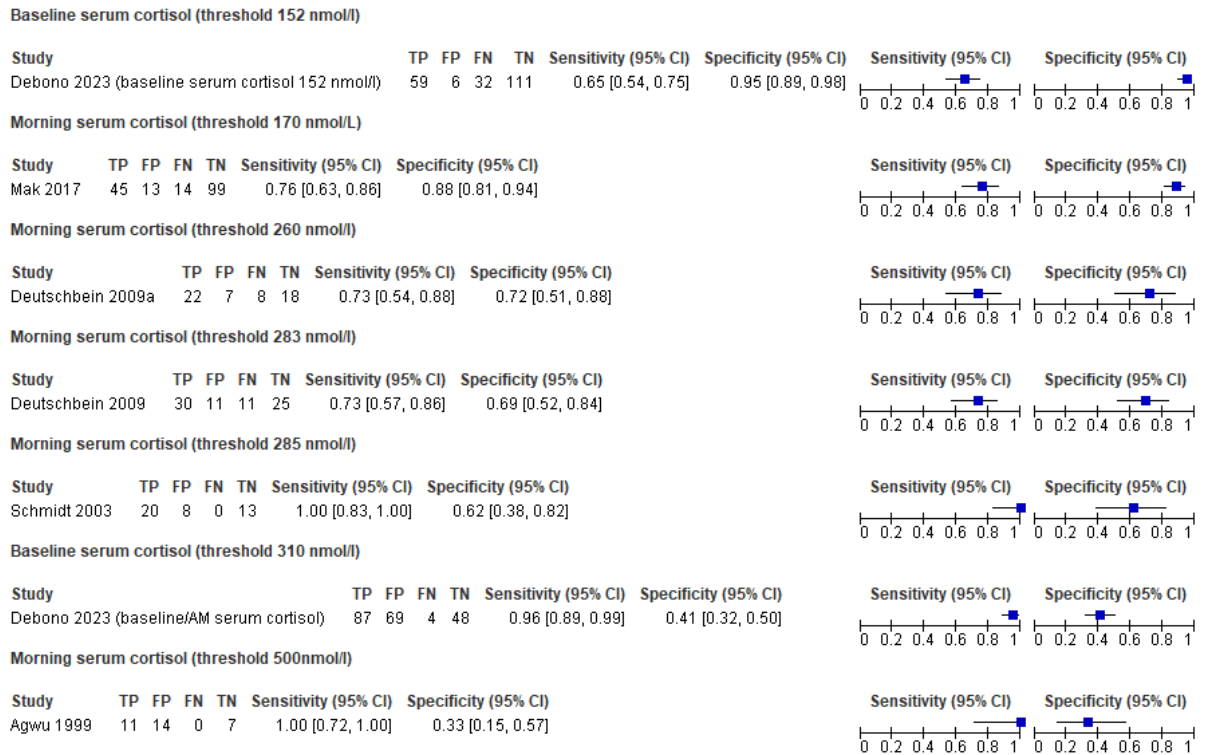 Baseline serum cortisol (threshold 152 nmol/l)
Study TP FP FN TN Sensitivity (95% CI) Specificity (95% CI) Sensitivity (95% CI) Specificity (95% CI)
Debono 2023 (baseline serum cortisol 152 nmol/l) 59 6 32 111 0.65 [0.54, 0.75] 0.95 [0.89, 0.98]
0 0.2 0.4 0.6 0.8 1 0 0.2 0.4 0.6 0.8 1
Morning serum cortisol (threshold 170 nmol/L)
Study TP FP FN TN Sensitivity (95% CI) Specificity (95% CI) Sensitivity (95% CI) Specificity (95% CI)
Mak 2017 45 13 14 99 0.76 [0.63, 0.86] 0.88 [0.81, 0.94]
0 0.2 0.4 0.6 0.8 1 0 0.2 0.4 0.6 0.8 1
Morning serum cortisol (threshold 260 nmol/l)
Study TP FP FN TN Sensitivity (95% CI) Specificity (95% CI) Sensitivity (95% CI) Specificity (95% CI)
Deutschbein 2009a 22 7 8 18 0.73 [0.54, 0.88] 0.72 [0.51, 0.88]
0 0.2 0.4 0.6 0.8 1 0 0.2 0.4 0.6 0.8 1
Morning serum cortisol (threshold 283 nmol/l)
Study TP FP FN TN Sensitivity (95% CI) Specificity (95% CI) Sensitivity (95% CI) Specificity (95% CI)
Deutschbein 2009 30 11 11 25 0.73 [0.57, 0.86] 0.69 [0.52, 0.84]
0 0.2 0.4 0.6 0.8 1 0 0.2 0.4 0.6 0.8 1
Morning serum cortisol (threshold 285 nmol/l)
Study TP FP FN TN Sensitivity (95% CI) Specificity (95% CI) Sensitivity (95% CI) Specificity (95% CI)
Schmidt 2003 20 8 0 13 1.00 [0.83, 1.00] 0.62 [0.38, 0.82]
0 0.2 0.4 0.6 0.8 1 0 0.2 0.4 0.6 0.8 1
Baseline serum cortisol (threshold 310 nmol/l)
Study TP FP FN TN Sensitivity (95% CI) Specificity (95% CI) Sensitivity (95% CI) Specificity (95% CI)
Debono 2023 (baseline/AM serum cortisol) 87 69 4 48 0.96 [0.89, 0.99] 0.41 [0.32, 0.50]
0 0.2 0.4 0.6 0.8 1 0 0.2 0.4 0.6 0.8 1
Morning serum cortisol (threshold 500nmol/l)
Study TP FP FN TN Sensitivity (95% CI) Specificity (95% CI) Sensitivity (95% CI) Specificity (95% CI)
Agwu 1999 11 14 0 7 1.00 [0.72, 1.00] 0.33 [0.15, 0.57]
0 0.2 0.4 0.6 0.8 1 0 0.2 0.4 0.6 0.8 1